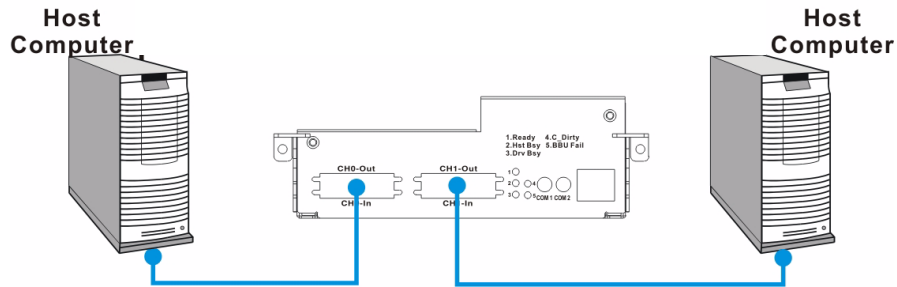 Host
Computer
Host
Computer
1.Ready 4.C_Dirty
2.Hst Bsy 5.BBU Fail
3.Drv Bsy
CH0-Out CH1-Out
1
2 4
3 5 COM 1 COM 2